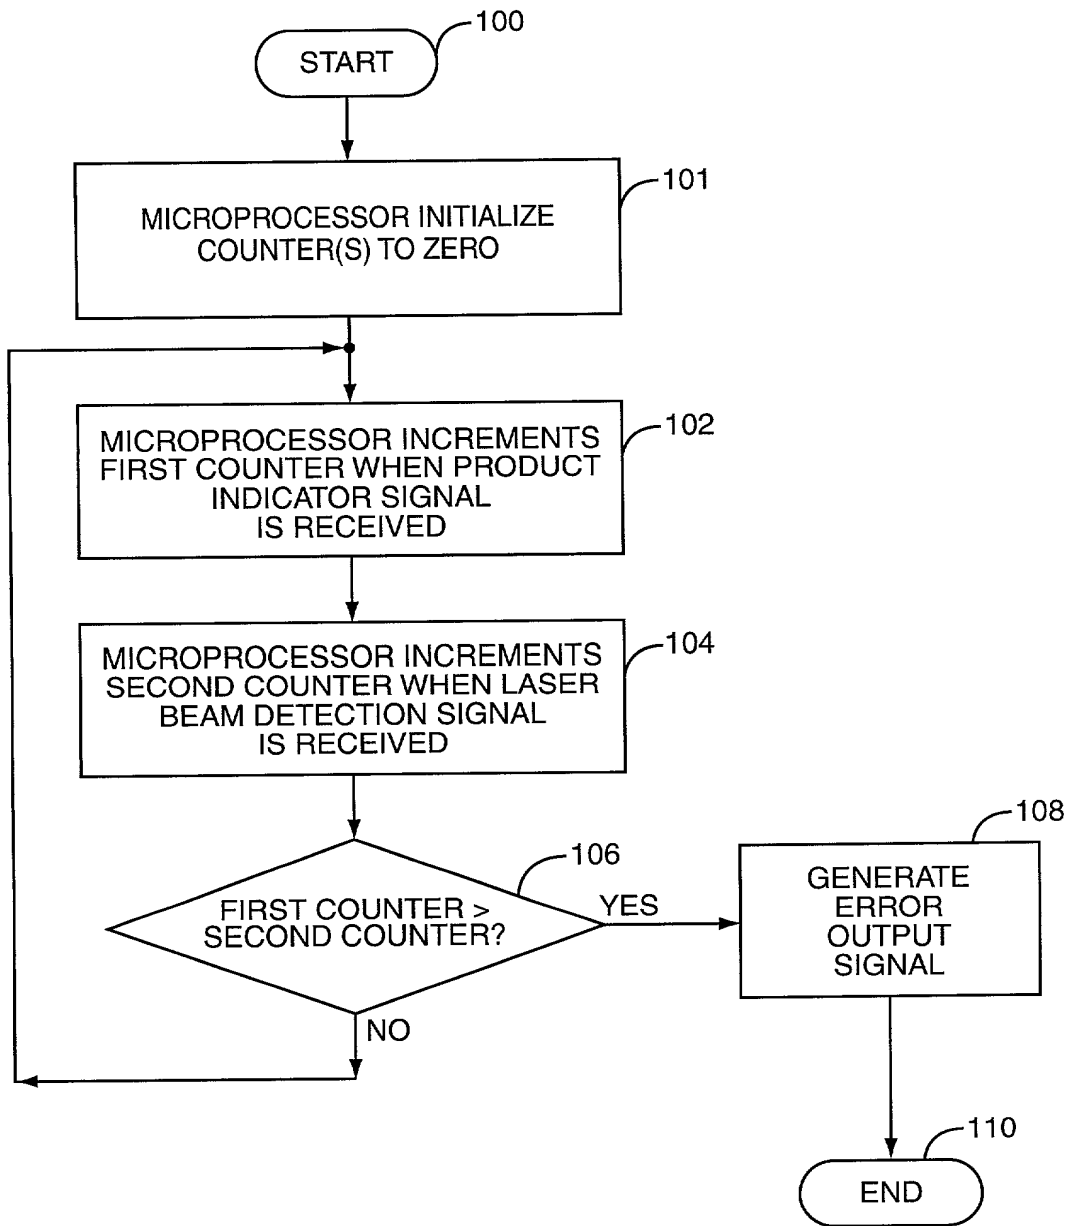 100
START
101
MICROPROCESSOR INITIALIZE
COUNTER(S) TO ZERO
102
MICROPROCESSOR INCREMENTS
FIRST COUNTER WHEN PRODUCT
INDICATOR SIGNAL
IS RECEIVED
104
MICROPROCESSOR INCREMENTS
SECOND COUNTER WHEN LASER
BEAM DETECTION SIGNAL
IS RECEIVED
106
FIRST COUNTER >
SECOND COUNTER?
YES
NO
108
GENERATE
ERROR
OUTPUT
SIGNAL
110
END